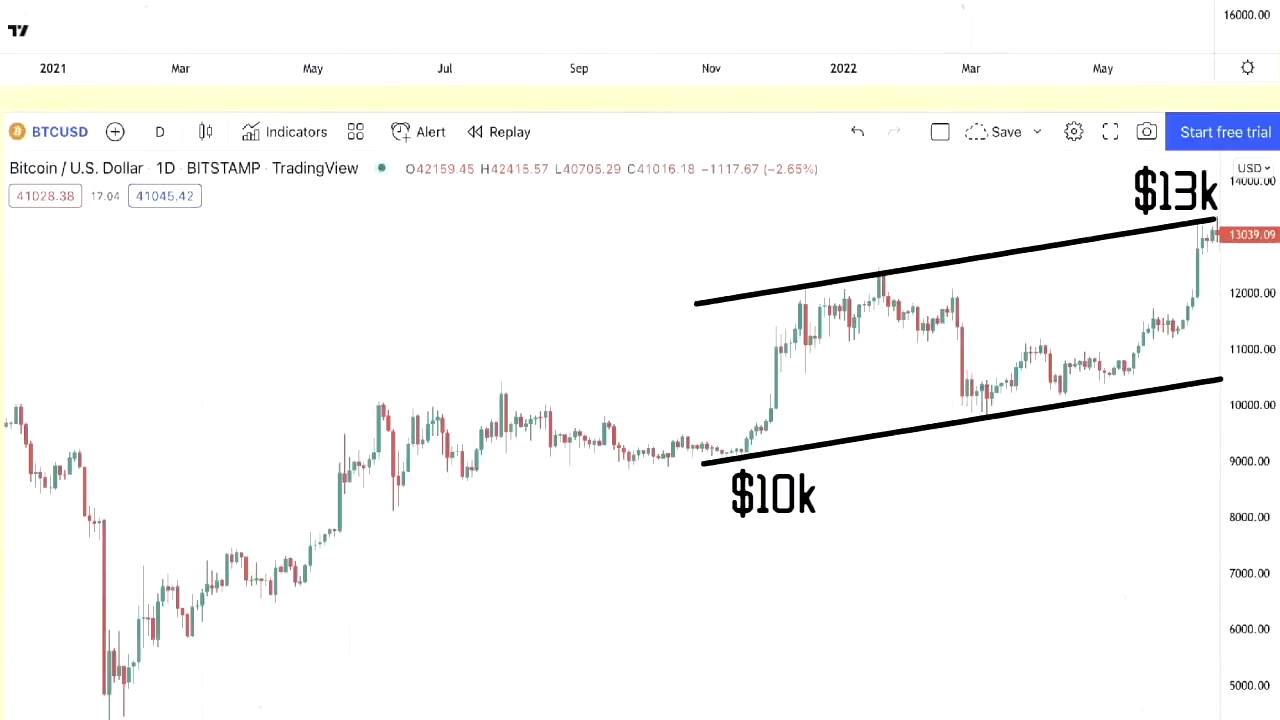 16000.00
TV
2021 Mar May Jul Sep Nov 2022 Mar May
BTCUSD D Indicators Alert Replay Save Start free trial
Bitcoin / U.S. Dollar · 1D · BITSTAMP · TradingView O42159.45 H42415.57 L40705.29 C41016.18 −1117.67 (−2.65%) USD
14000.00
41028.38 17.04 41045.42
$13k
13039.09
12000.00
11000.00
10000.00
9000.00
$10k
8000.00
7000.00
6000.00
5000.00